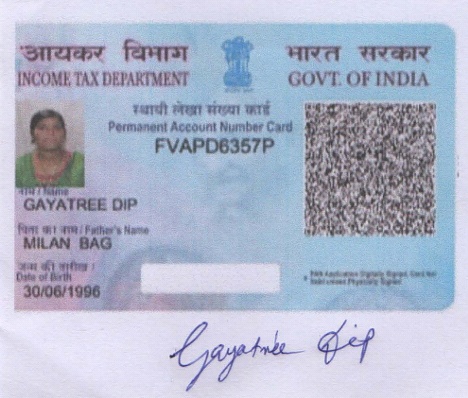 आयकर विभाग
INCOME TAX DEPARTMENT
भारत सरकार
GOVT. OF INDIA
स्थायी लेखा संख्या कार्ड
Permanent Account Number Card
FVAPD6357P
नाम / Name
GAYATREE DIP
पिता का नाम / Father's Name
MILAN BAG
जन्म की तारीख /
Date of Birth
30/06/1996
PAN Application Digitally Signed, Card Not
Valid unless Physically Signed
Gayatree Dip